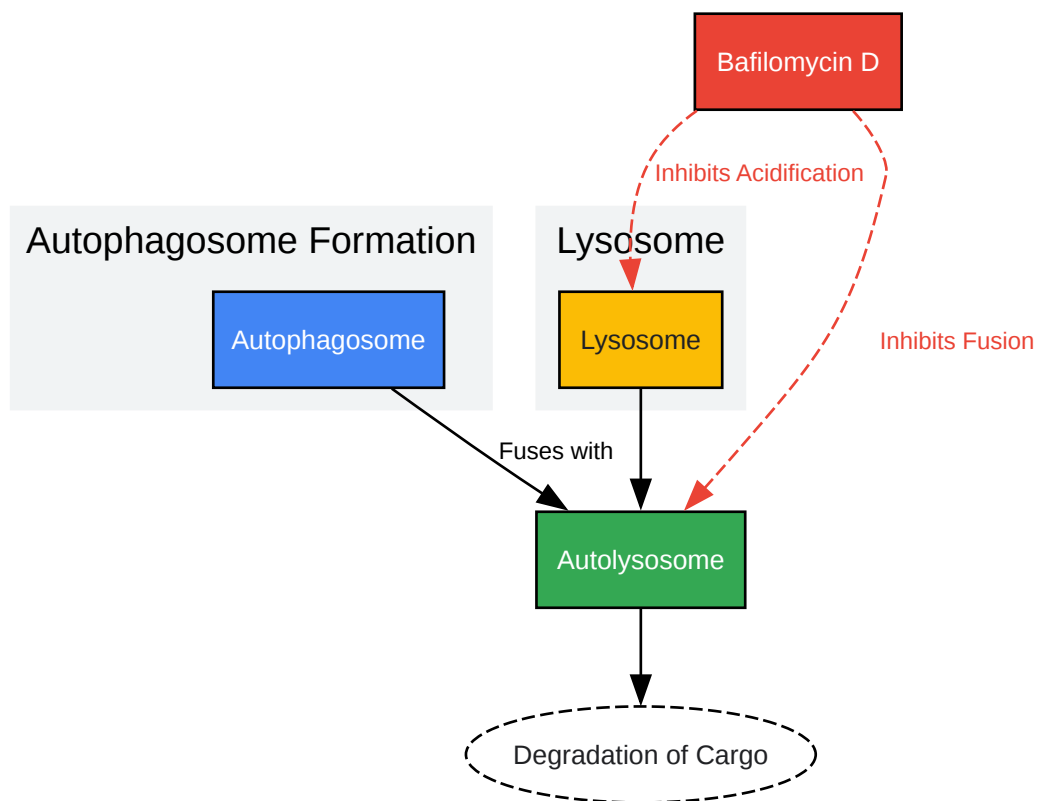 Bafilomycin D
Inhibits Acidification
Autophagosome Formation
Lysosome
Autophagosome
Lysosome
Inhibits Fusion
Fuses with
Autolysosome
Degradation of Cargo